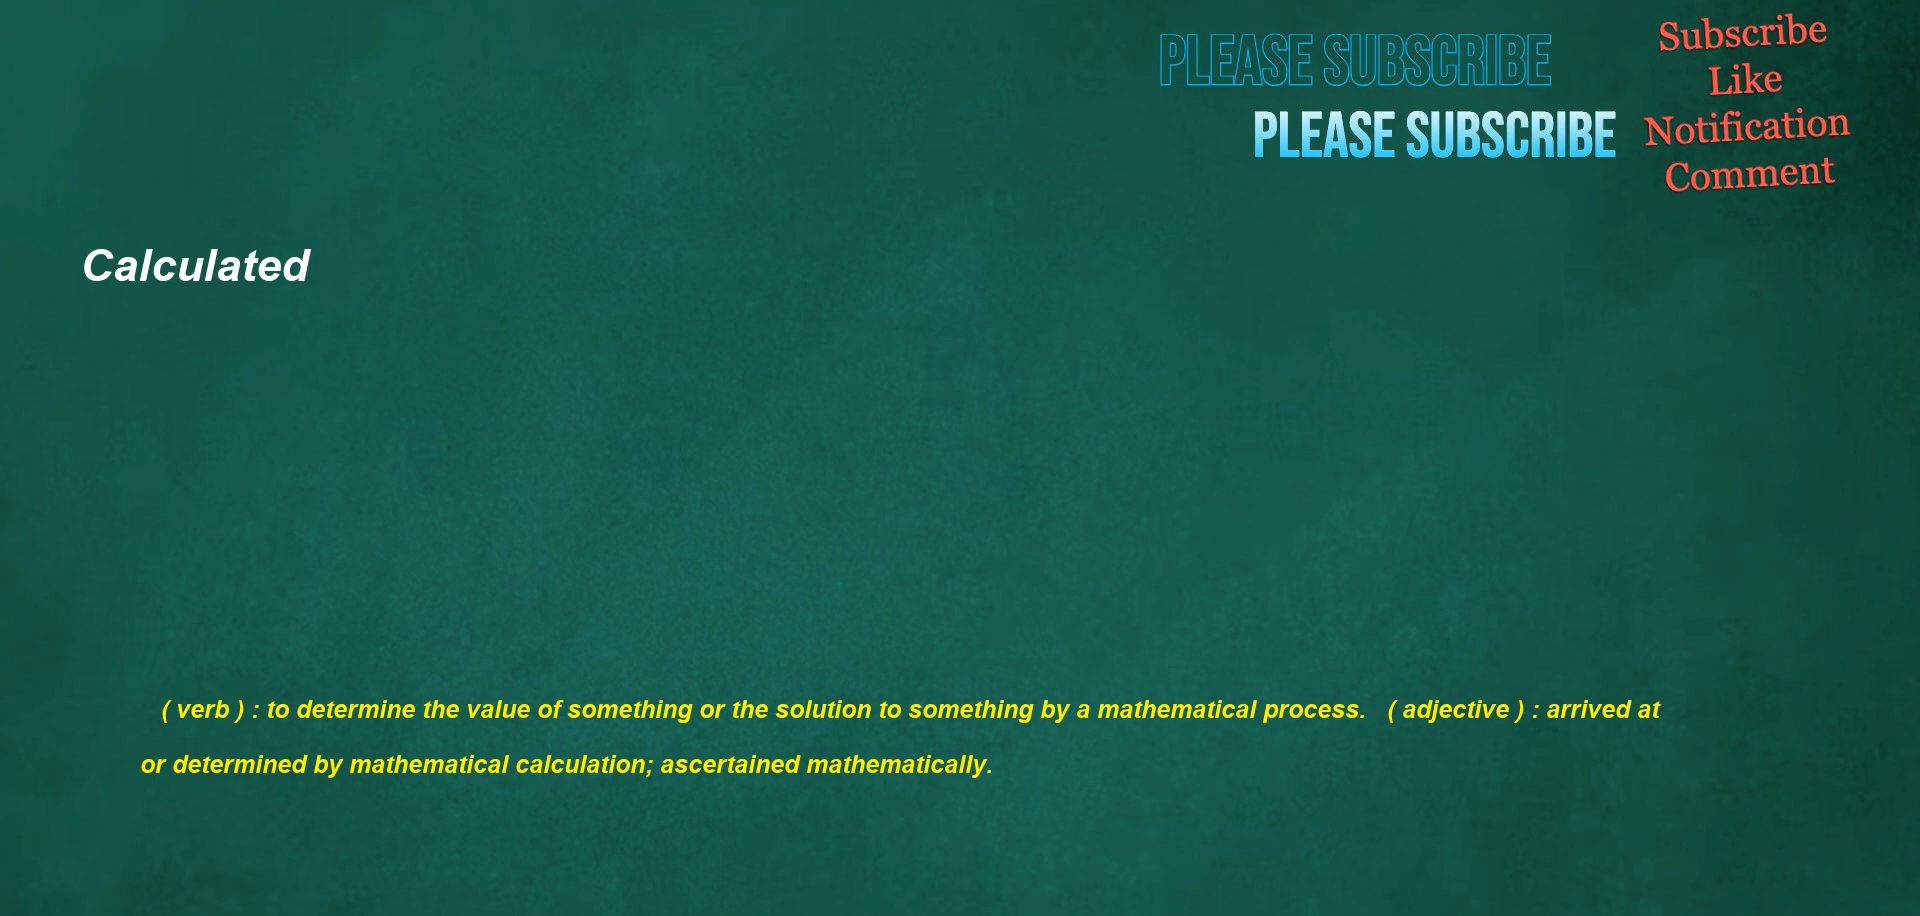 PLEASE SUBSCRIBE
PLEASE SUBSCRIBE
Subscribe
Like
Notification
Comment
Calculated
( verb ) : to determine the value of something or the solution to something by a mathematical process. ( adjective ) : arrived at
or determined by mathematical calculation; ascertained mathematically.